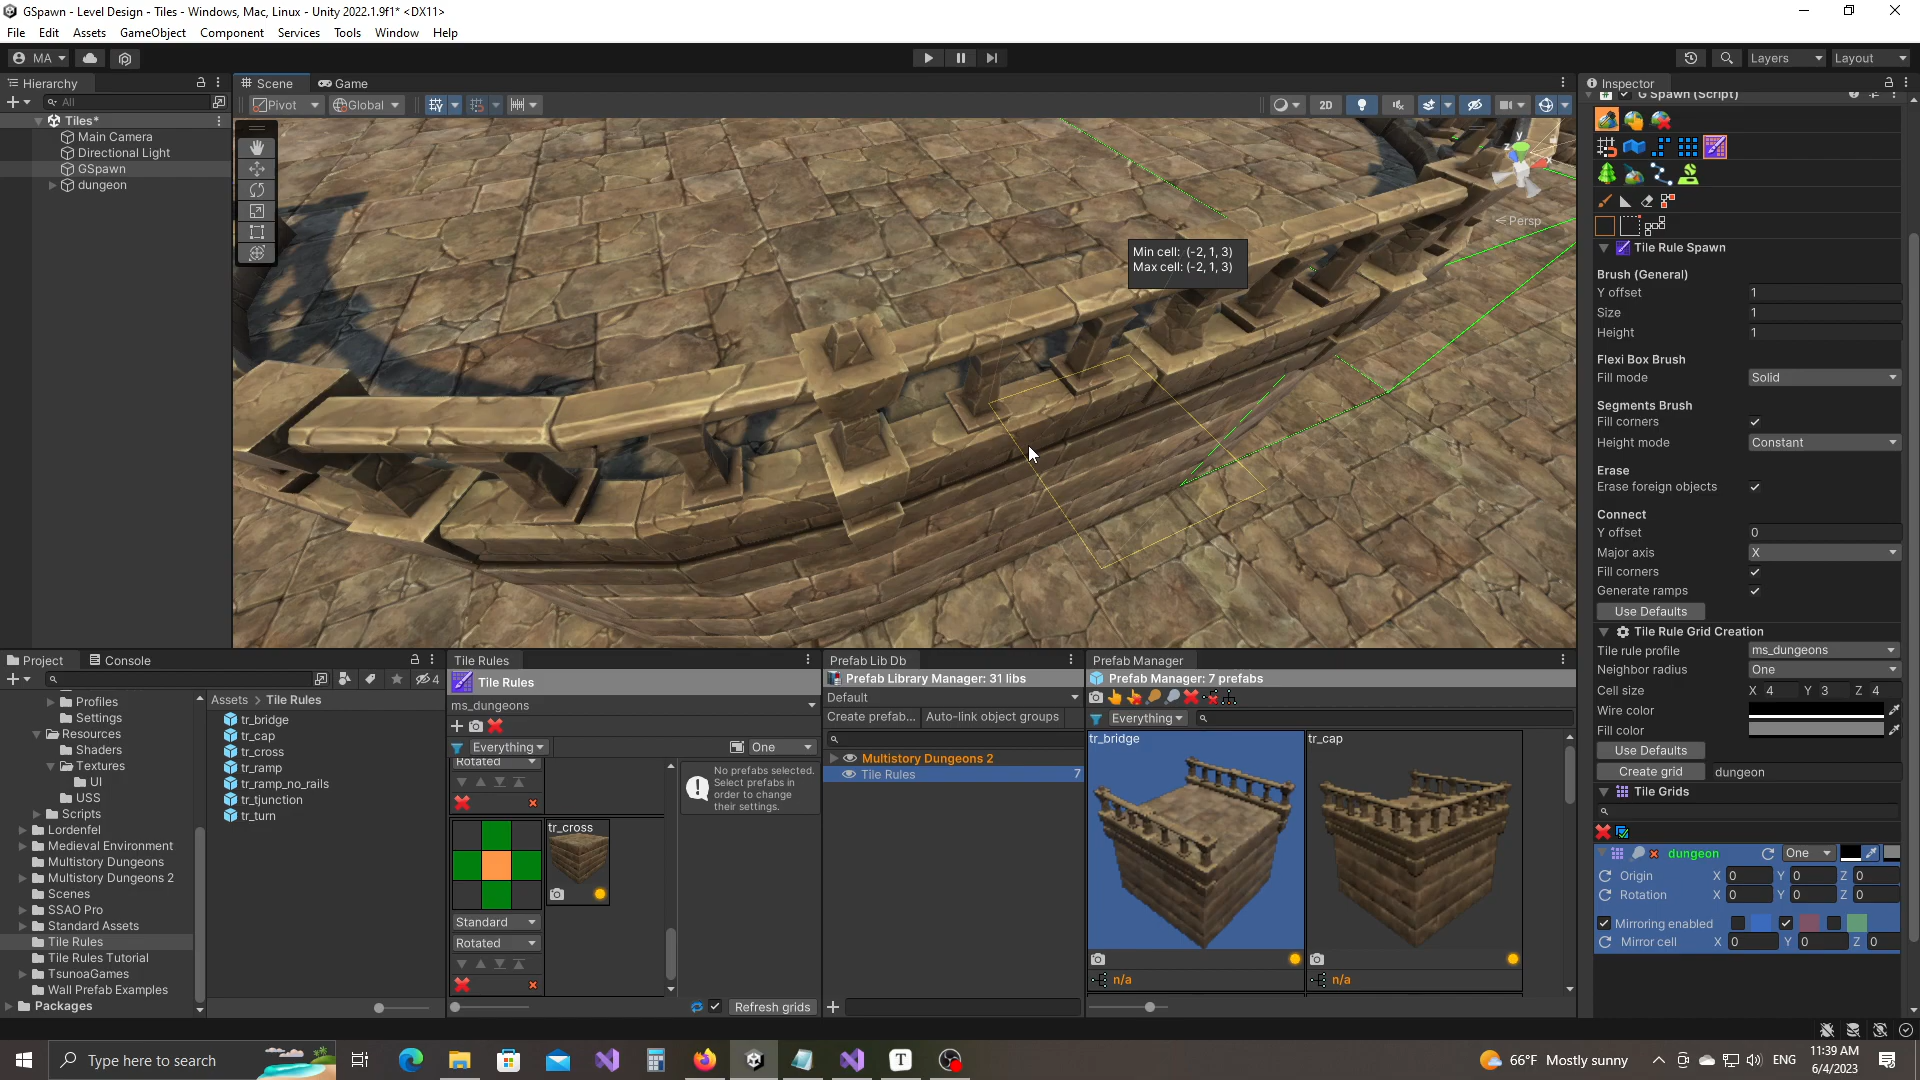 GSpawn - Level Design - Tiles - Windows, Mac, Linux - Unity 2022.1.9f1* <DX11>
File Edit Assets GameObject Component Services Tools Window Help
MA Layers Layout
Hierarchy
All
Tiles*
Main Camera
Directional Light
GSpawn
dungeon
Scene Game
Pivot Global 2D
Min cell: (-2, 1, 3)
Max cell: (-2, 1, 3)
y
z
Persp
Inspector
G Spawn (Script)
Tile Rule Spawn
Brush (General)
Y offset 1
Size 1
Height 1
Flexi Box Brush
Fill mode Solid
Segments Brush
Fill corners
Height mode Constant
Erase
Erase foreign objects
Connect
Y offset 0
Major axis X
Fill corners
Generate ramps
Use Defaults
Tile Rule Grid Creation
Tile rule profile ms_dungeons
Neighbor radius One
Cell size X 4 Y 3 Z 4
Wire color
Fill color
Use Defaults
Create grid dungeon
Tile Grids
dungeon One
Origin X 0 Y 0 Z 0
Rotation X 0 Y 0 Z 0
Mirroring enabled
Mirror cell X 0 Y 0 Z 0
Project Console
4
Profiles
Settings
Resources
Shaders
Textures
UI
USS
Scripts
Lordenfel
Medieval Environment
Multistory Dungeons
Multistory Dungeons 2
Scenes
SSAO Pro
Standard Assets
Tile Rules
Tile Rules Tutorial
TsunoaGames
Wall Prefab Examples
Packages
Assets > Tile Rules
tr_bridge
tr_cap
tr_cross
tr_ramp
tr_ramp_no_rails
tr_tjunction
tr_turn
Tile Rules
Tile Rules
ms_dungeons
Everything One
Rotated
No prefabs selected. Select prefabs in order to change their settings.
tr_cross
Standard
Rotated
Refresh grids
Prefab Lib Db
Prefab Library Manager: 31 libs
Default
Create prefab... Auto-link object groups
Multistory Dungeons 2
Tile Rules 7
Prefab Manager
Prefab Manager: 7 prefabs
Everything
tr_bridge tr_cap
n/a n/a
Type here to search
66°F Mostly sunny ENG
11:39 AM
6/4/2023